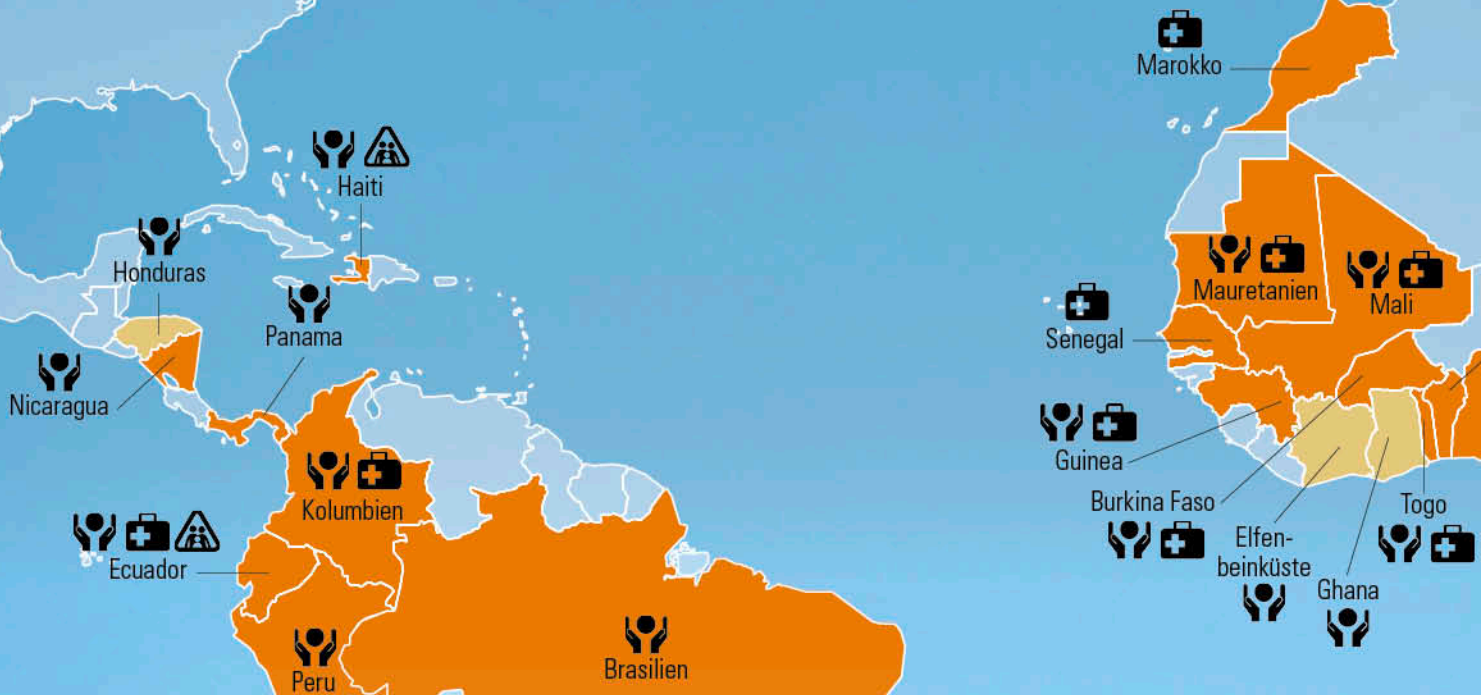 Marokko
Haiti
Honduras
Mauretanien
Mali
Panama
Senegal
Nicaragua
Guinea
Kolumbien
Burkina Faso
Togo
Elfen-
beinküste
Ecuador
Ghana
Brasilien
Peru